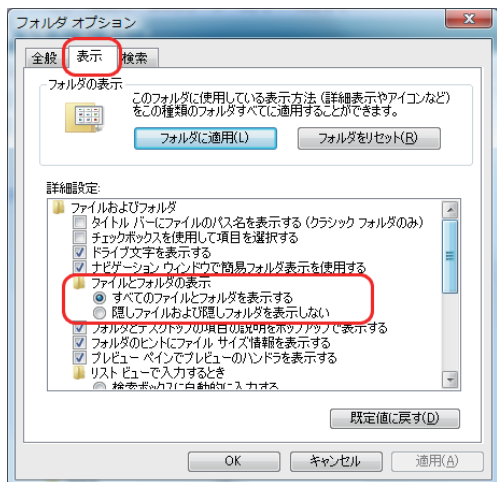 フォルダ オプション
全般
表示
検索
フォルダの表示
このフォルダに使用している表示方法 (詳細表示やアイコンなど)
をこの種類のフォルダすべてに適用することができます。
フォルダに適用(L)
フォルダをリセット(R)
詳細設定:
ファイルおよびフォルダ
タイトル バーにファイルのパス名を表示する (クラシック フォルダのみ)
チェックボックスを使用して項目を選択する
ドライブ文字を表示する
ナビゲーション ウィンドウで簡易フォルダ表示を使用する
ファイルとフォルダの表示
すべてのファイルとフォルダを表示する
隠しファイルおよび隠しフォルダを表示しない
フォルダとデスクトップの項目の説明をポップアップで表示する
フォルダのヒントにファイル サイズ情報を表示する
プレビュー ペインでプレビューのハンドラを表示する
リスト ビューで入力するとき
検索ボックスに自動的に入力する
既定値に戻す(D)
OK
キャンセル
適用(A)